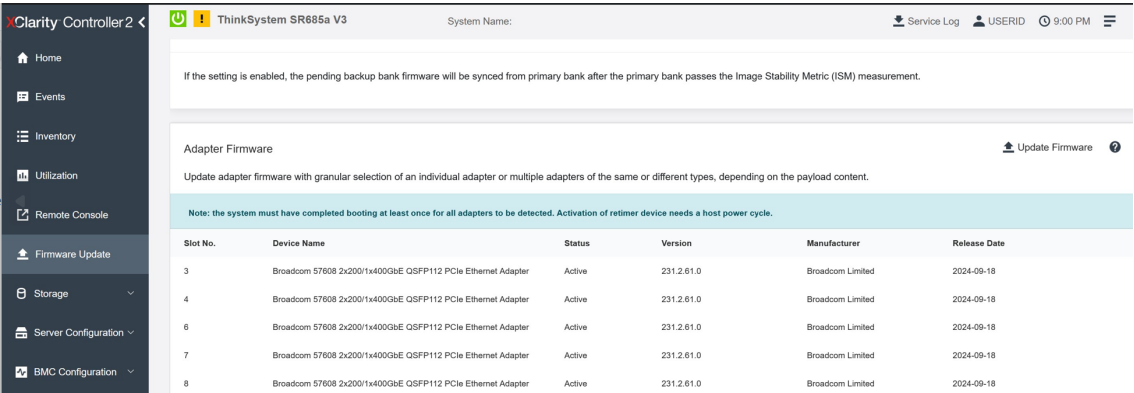 XClarity Controller 2
ThinkSystem SR685a V3
System Name:
Service Log
USERID
9:00 PM
Home
Events
Inventory
Utilization
Remote Console
Firmware Update
Storage
Server Configuration
BMC Configuration
If the setting is enabled, the pending backup bank firmware will be synced from primary bank after the primary bank passes the Image Stability Metric (ISM) measurement.
Adapter Firmware
Update Firmware
Update adapter firmware with granular selection of an individual adapter or multiple adapters of the same or different types, depending on the payload content.
Note: the system must have completed booting at least once for all adapters to be detected. Activation of retimer device needs a host power cycle.
Slot No. Device Name Status Version Manufacturer Release Date
3 Broadcom 57608 2x200/1x400GbE QSFP112 PCIe Ethernet Adapter Active 231.2.61.0 Broadcom Limited 2024-09-18
4 Broadcom 57608 2x200/1x400GbE QSFP112 PCIe Ethernet Adapter Active 231.2.61.0 Broadcom Limited 2024-09-18
6 Broadcom 57608 2x200/1x400GbE QSFP112 PCIe Ethernet Adapter Active 231.2.61.0 Broadcom Limited 2024-09-18
7 Broadcom 57608 2x200/1x400GbE QSFP112 PCIe Ethernet Adapter Active 231.2.61.0 Broadcom Limited 2024-09-18
8 Broadcom 57608 2x200/1x400GbE QSFP112 PCIe Ethernet Adapter Active 231.2.61.0 Broadcom Limited 2024-09-18